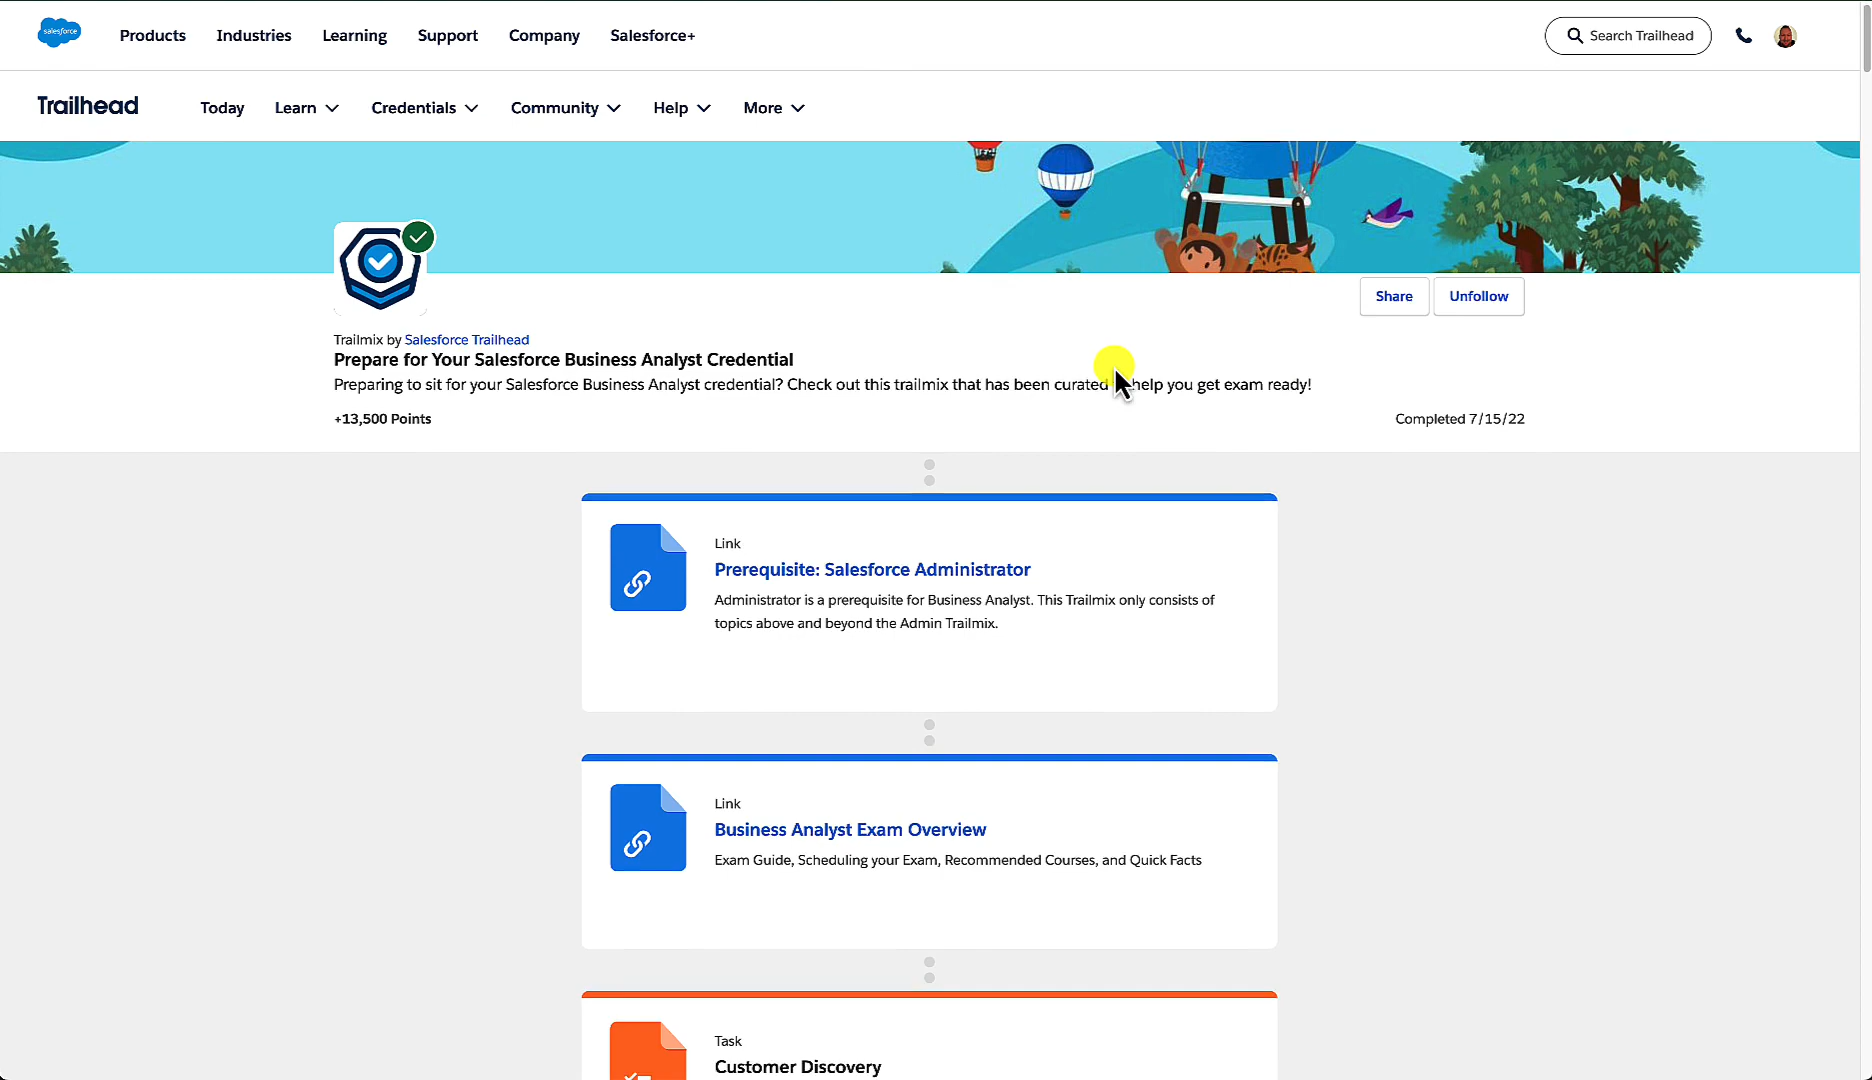 salesforce
Products Industries Learning Support Company Salesforce+ Search Trailhead
Trailhead Today Learn Credentials Community Help More
Share Unfollow
Trailmix by Salesforce Trailhead
Prepare for Your Salesforce Business Analyst Credential
Preparing to sit for your Salesforce Business Analyst credential? Check out this trailmix that has been curated help you get exam ready!
+13,500 Points Completed 7/15/22
Link
Prerequisite: Salesforce Administrator
Administrator is a prerequisite for Business Analyst. This Trailmix only consists of
topics above and beyond the Admin Trailmix.
Link
Business Analyst Exam Overview
Exam Guide, Scheduling your Exam, Recommended Courses, and Quick Facts
Task
Customer Discovery